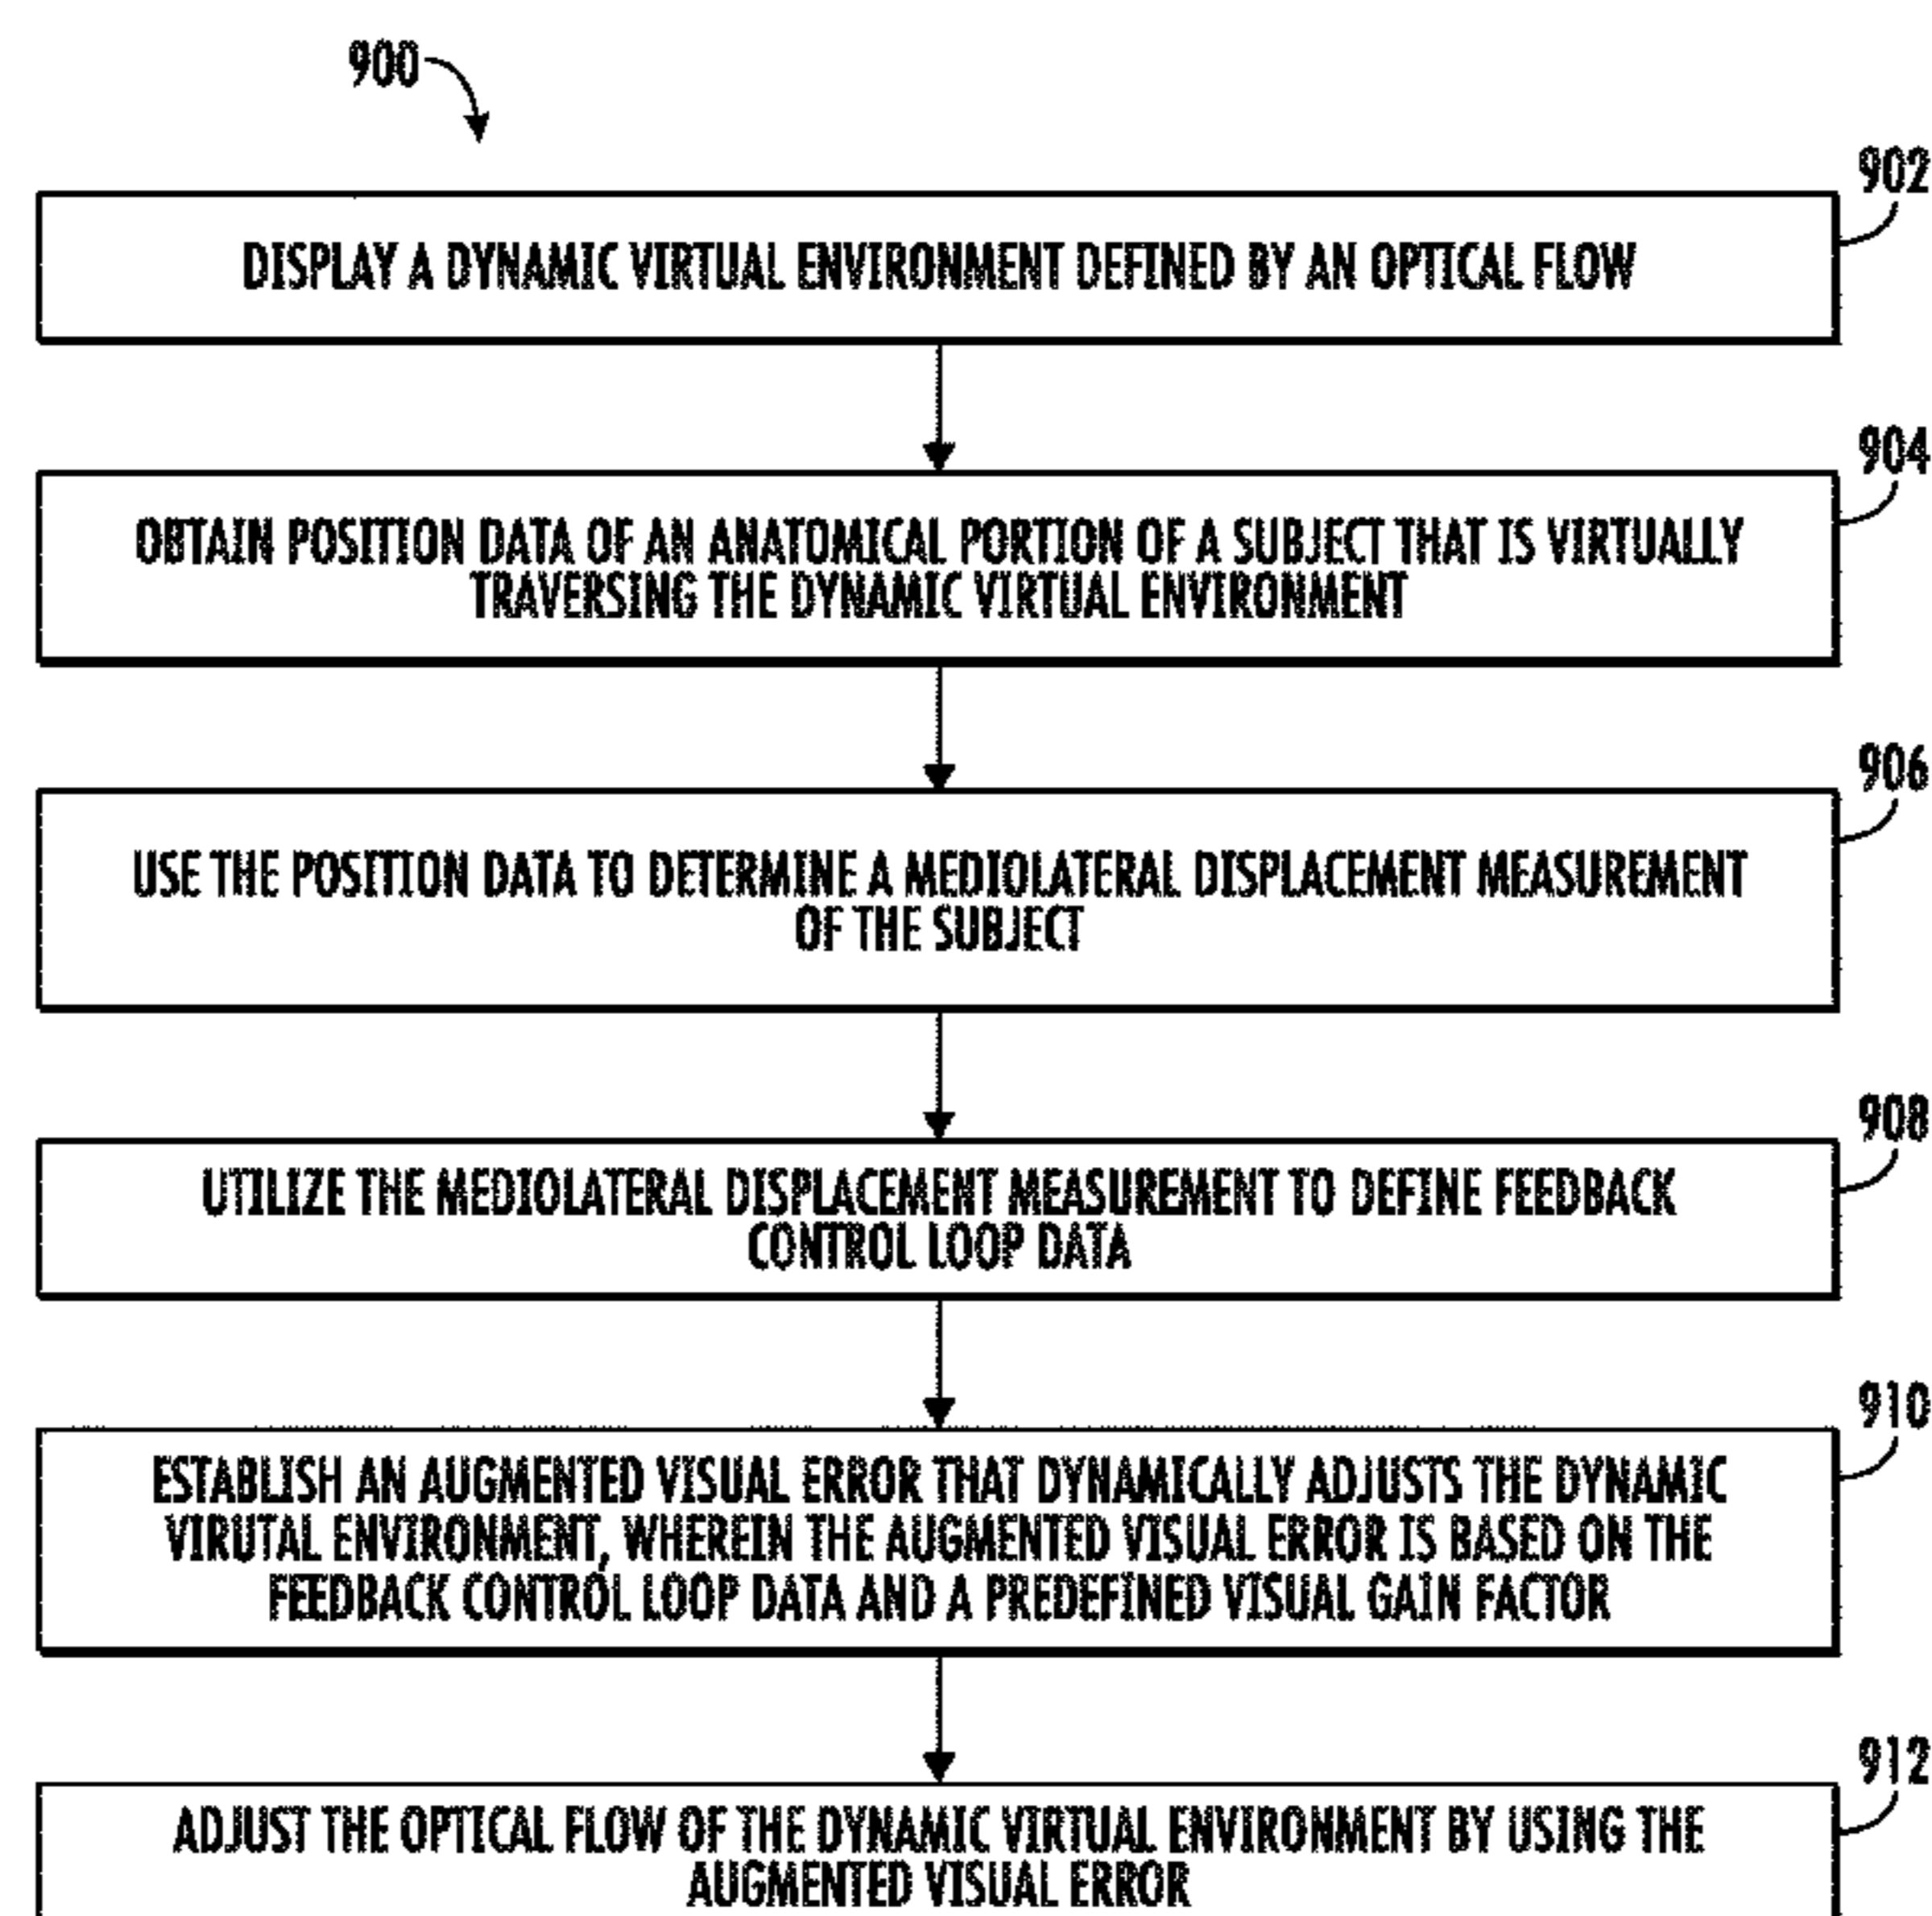 900
902
DISPLAY A DYNAMIC VIRTUAL ENVIRONMENT DEFINED BY AN OPTICAL FLOW
904
OBTAIN POSITION DATA OF AN ANATOMICAL PORTION OF A SUBJECT THAT IS VIRTUALLY
TRAVERSING THE DYNAMIC VIRTUAL ENVIRONMENT
906
USE THE POSITION DATA TO DETERMINE A MEDIOLATERAL DISPLACEMENT MEASUREMENT
OF THE SUBJECT
908
UTILIZE THE MEDIOLATERAL DISPLACEMENT MEASUREMENT TO DEFINE FEEDBACK
CONTROL LOOP DATA
910
ESTABLISH AN AUGMENTED VISUAL ERROR THAT DYNAMICALLY ADJUSTS THE DYNAMIC
VIRUTAL ENVIRONMENT, WHEREIN THE AUGMENTED VISUAL ERROR IS BASED ON THE
FEEDBACK CONTROL LOOP DATA AND A PREDEFINED VISUAL GAIN FACTOR
912
ADJUST THE OPTICAL FLOW OF THE DYNAMIC VIRTUAL ENVIRONMENT BY USING THE
AUGMENTED VISUAL ERROR